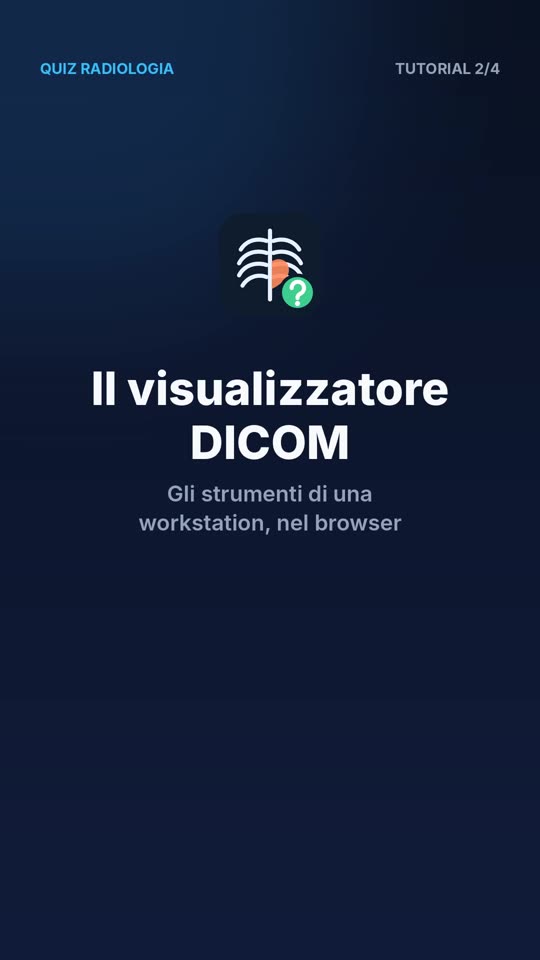 QUIZ RADIOLOGIA
TUTORIAL 2/4
?
Il visualizzatore
DICOM
Gli strumenti di una
workstation, nel browser